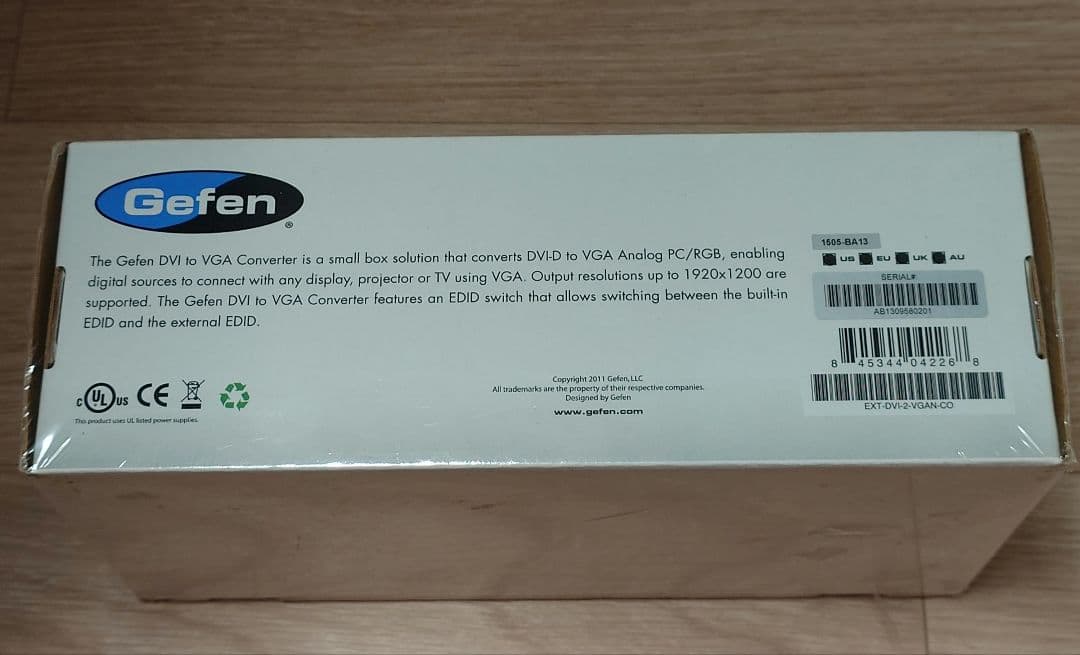 Gefen
®
The Gefen DVI to VGA Converter is a small box solution that converts DVI-D to VGA Analog PC/RGB, enabling
digital sources to connect with any display, projector or TV using VGA. Output resolutions up to 1920x1200 are
supported. The Gefen DVI to VGA Converter features an EDID switch that allows switching between the built-in
EDID and the external EDID.
1505-BA13
US EU UK AU
SERIAL#
AB1309580201
8 45344 04226 8
EXT-DVI-2-VGAN-CO
Copyright 2011 Gefen, LLC
All trademarks are the property of their respective companies.
Designed by Gefen
www.gefen.com
c UL US CE
This product uses UL listed power supplies.